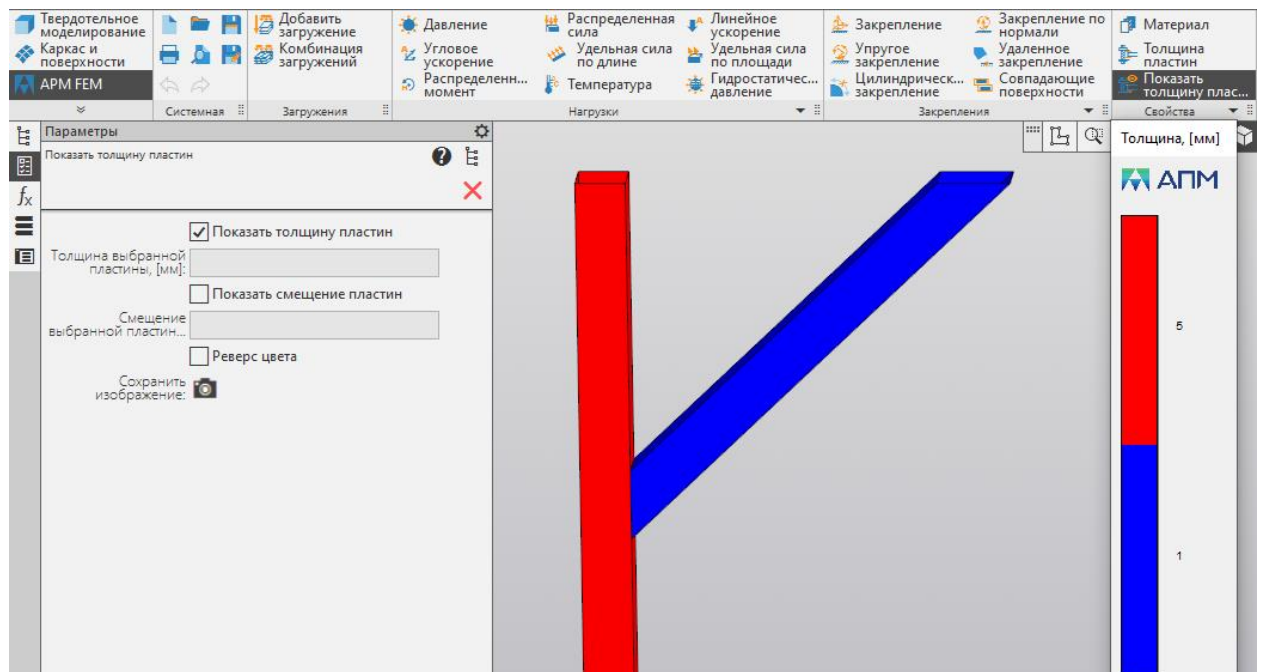 Твердотельное
моделирование
Каркас и
поверхности
APM FEM
Системная
Добавить
загружение
Комбинация
загружений
Загружения
Давление
Угловое
ускорение
Распределенн...
момент
Распределенная
сила
Удельная сила
по длине
Температура
Линейное
ускорение
Удельная сила
по площади
Гидростатичес...
давление
Нагрузки
Закрепление
Упругое
закрепление
Цилиндрическ...
закрепление
Закрепление по
нормали
Удаленное
закрепление
Совпадающие
поверхности
Закрепления
Материал
Толщина
пластин
Показать
толщину плас...
Свойства
Параметры
Показать толщину пластин
Показать толщину пластин
Толщина выбранной
пластины, [мм]:
Показать смещение пластин
Смещение
выбранной пластин...
Реверс цвета
Сохранить
изображение:
Толщина, [мм]
АПМ
5
1